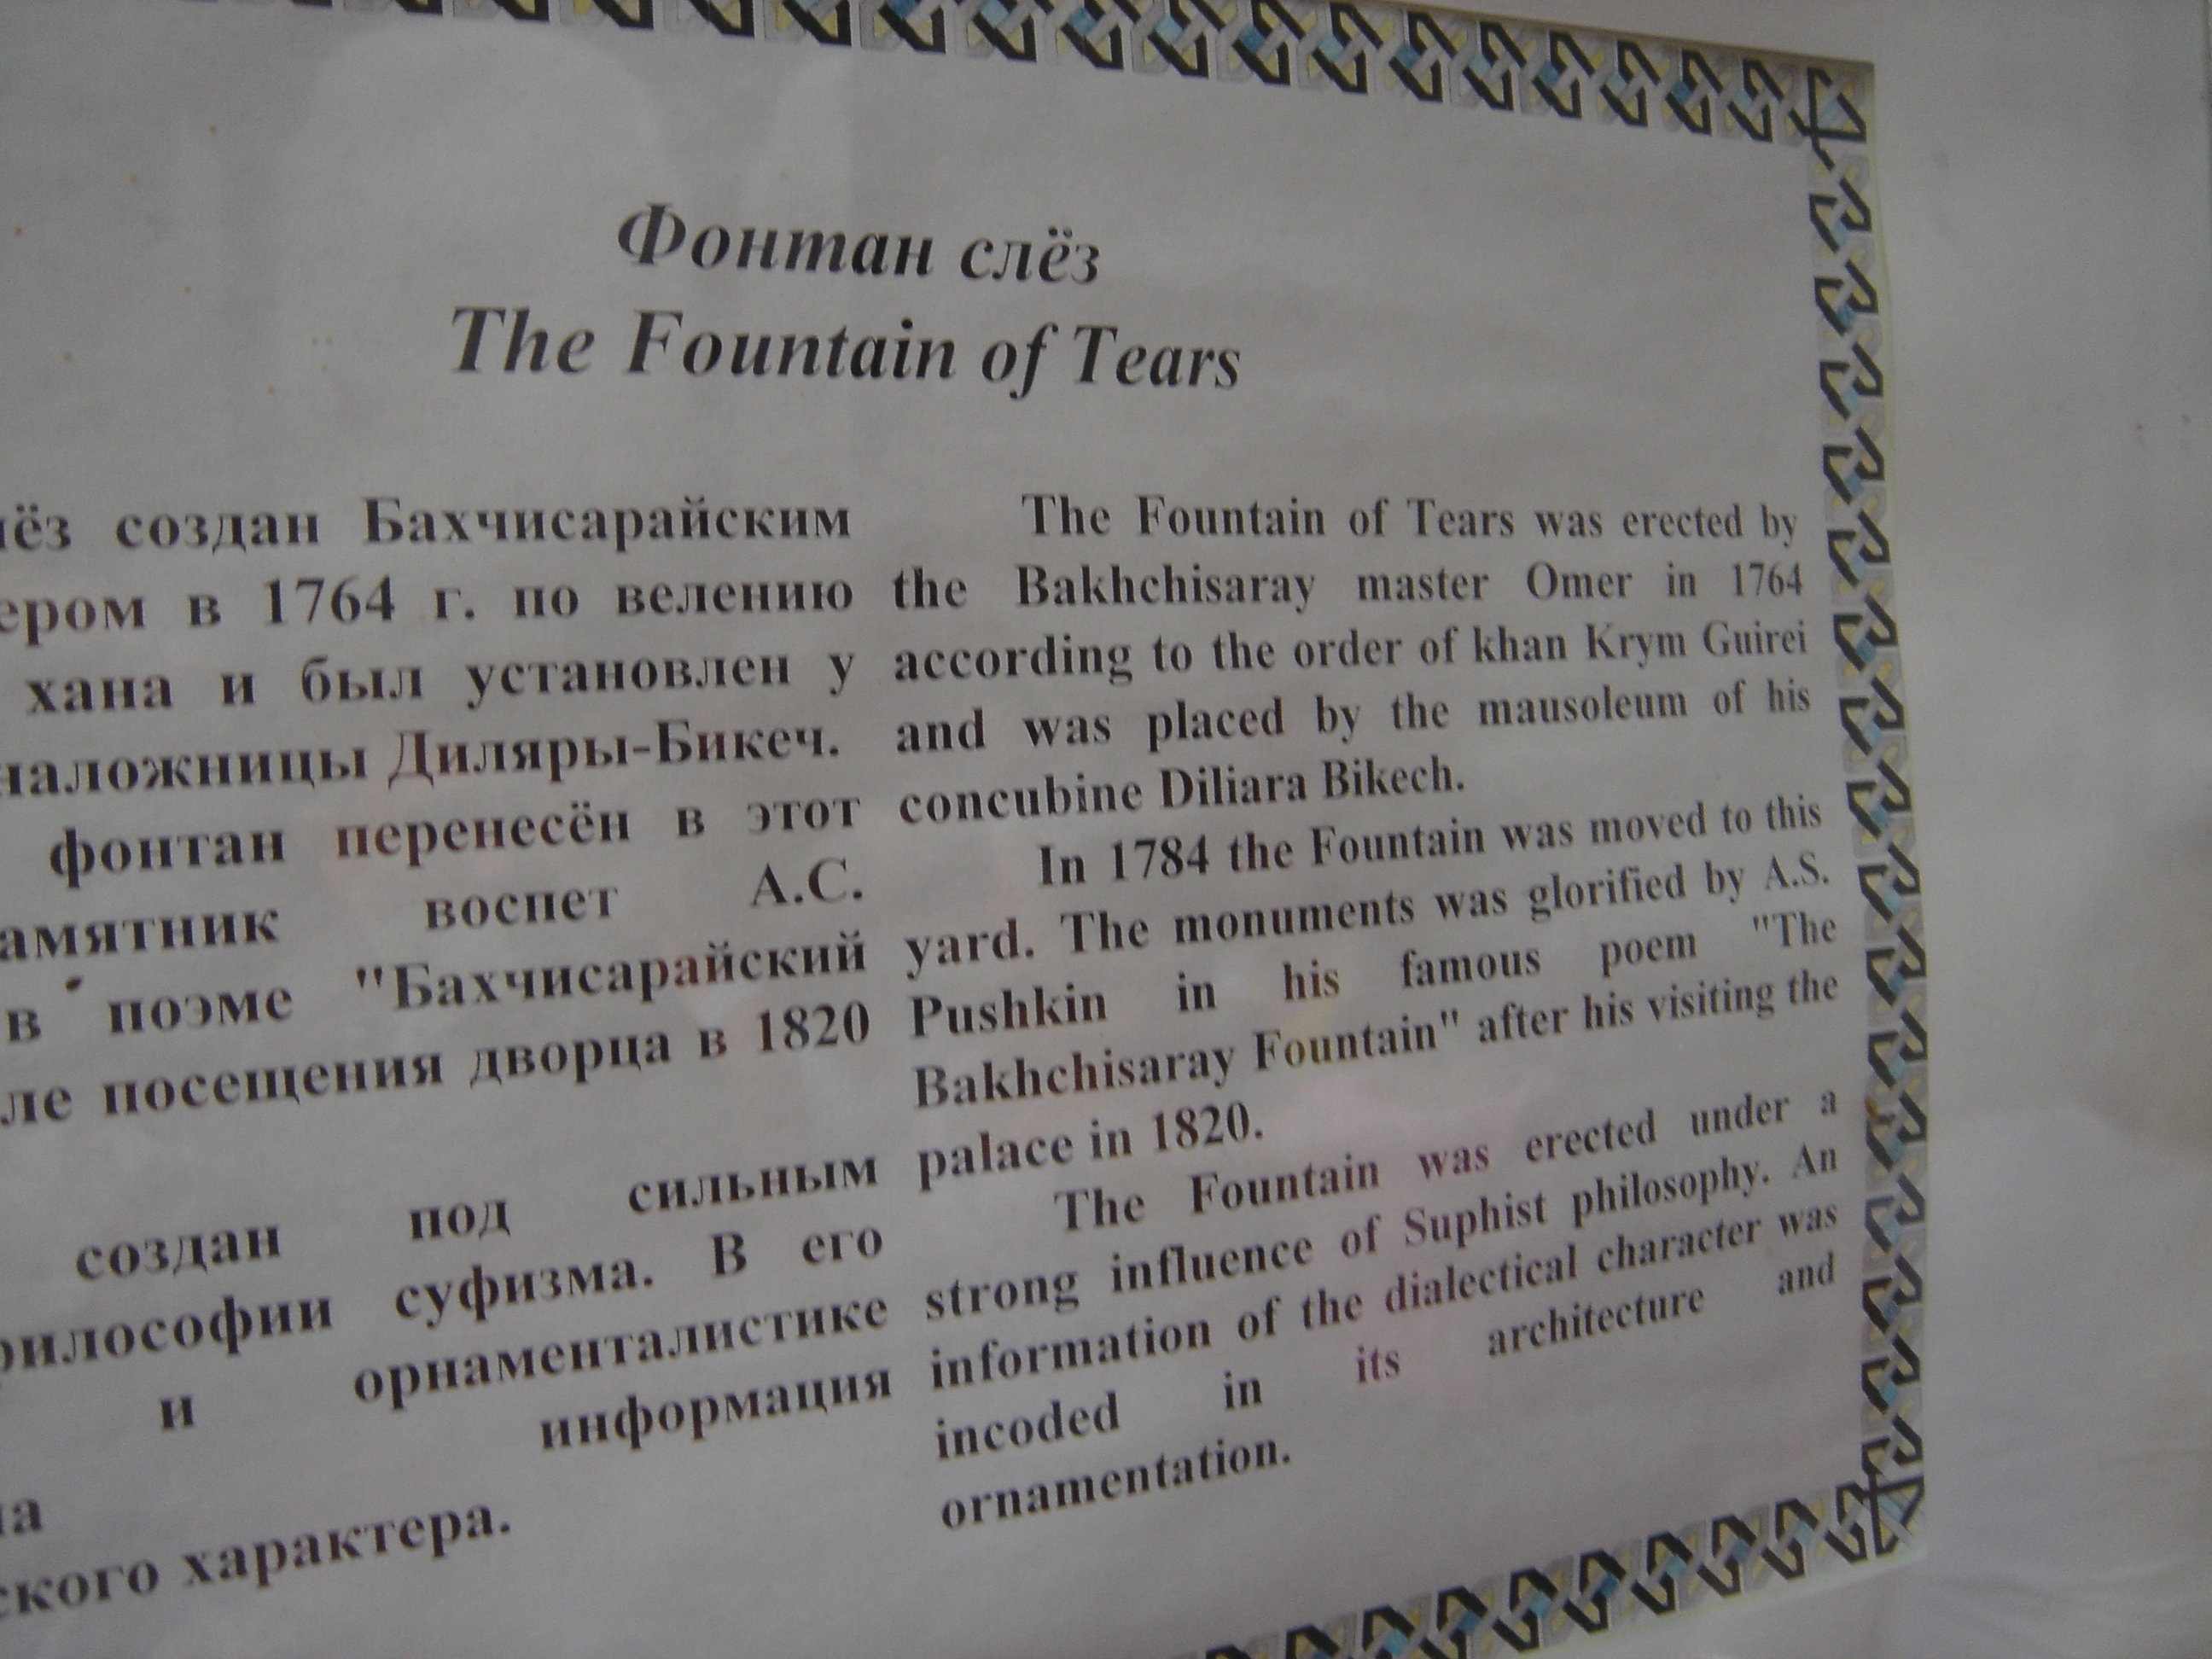 Фонтан слёз
The Fountain of Tears
создан Бахчисарайским
в 1764 г. по велению
хана и был установлен у
наложницы Диляры-Бикеч.
фонтан перенесён в этот
воспет А.С.
в поэме "Бахчисарайский
посещения дворца в 1820
создан под сильным
философии суфизма. В его
и орнаменталистике
информация
характера.
The Fountain of Tears was erected by
the Bakhchisaray master Omer in 1764
according to the order of khan Krym Guirei
and was placed by the mausoleum of his
concubine Diliara Bikech.
In 1784 the Fountain was moved to this
yard. The monuments was glorified by A.S.
Pushkin in his famous poem "The
Bakhchisaray Fountain" after his visiting the
palace in 1820.
The Fountain was erected under a
strong influence of Suphist philosophy. An
information of the dialectical character was
incoded in its architecture and
ornamentation.